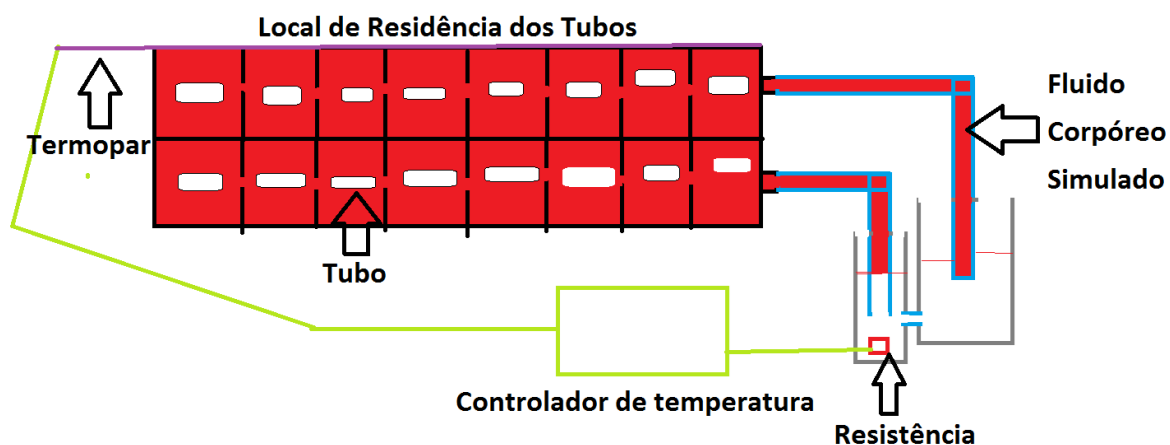 Local de Residência dos Tubos
Termopar
Fluido
Corpóreo
Simulado
Tubo
Controlador de temperatura
Resistência